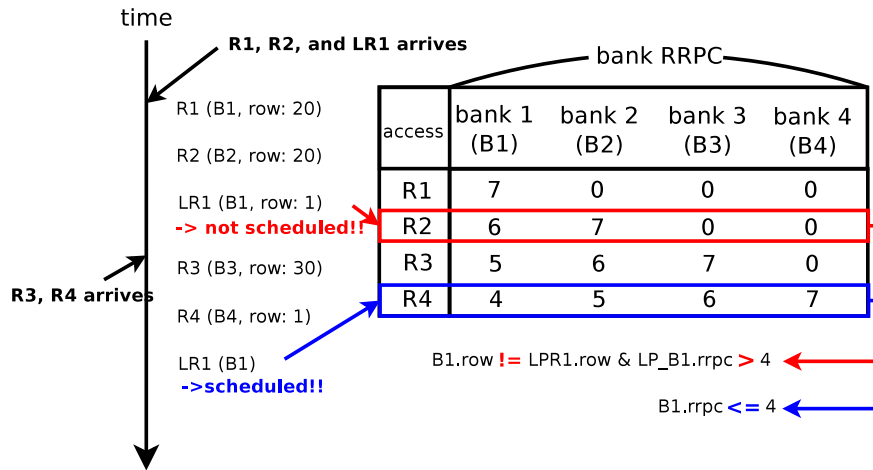 time
R1, R2, and LR1 arrives
R1 (B1, row: 20)
R2 (B2, row: 20)
LR1 (B1, row: 1)
-> not scheduled!!
R3, R4 arrives
R3 (B3, row: 30)
R4 (B4, row: 1)
LR1 (B1)
->scheduled!!
bank RRPC
access bank 1 (B1) bank 2 (B2) bank 3 (B3) bank 4 (B4)
R1 7 0 0 0
R2 6 7 0 0
R3 5 6 7 0
R4 4 5 6 7
B1.row != LPR1.row & LP_B1.rrpc > 4
B1.rrpc <= 4